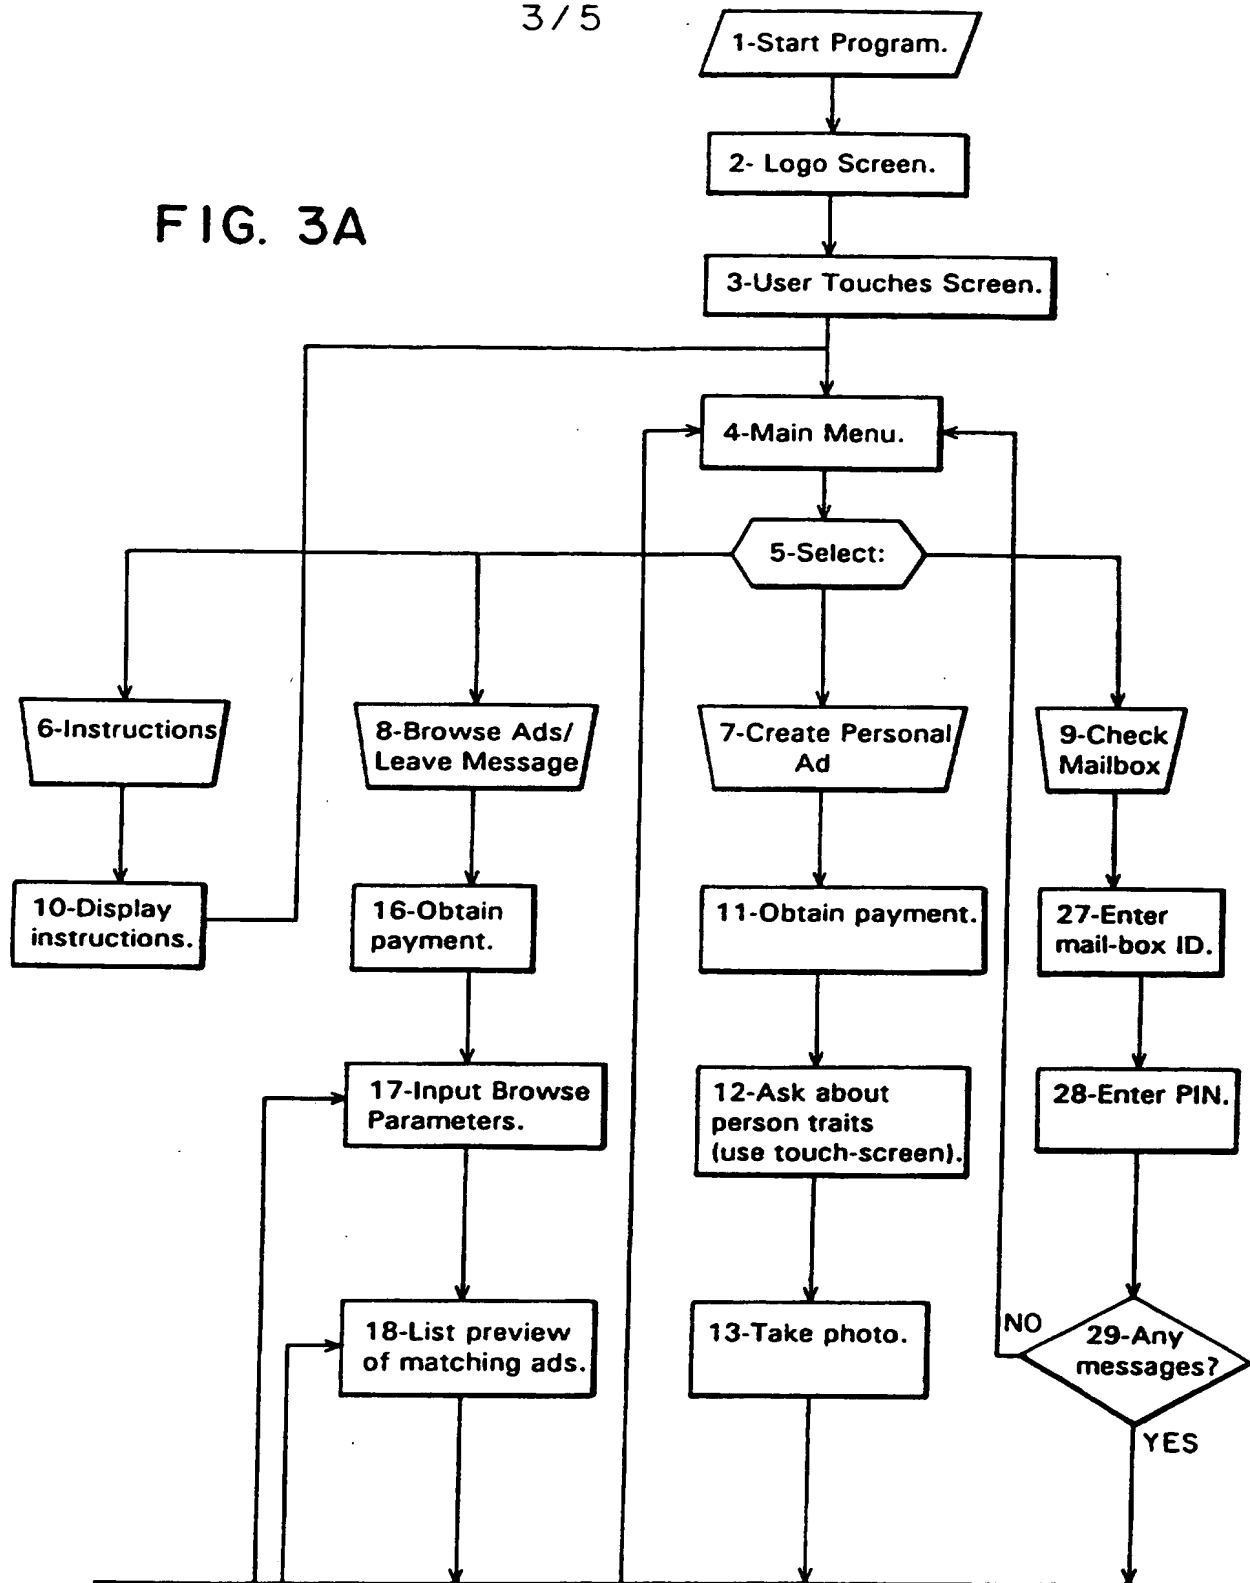 3/5
1-Start Program.
2- Logo Screen.
FIG. 3A
3-User Touches Screen.
4-Main Menu.
5-Select:
6-Instructions
8-Browse Ads/
Leave Message
7-Create Personal
Ad
9-Check
Mailbox
10-Display
instructions.
16-Obtain
payment.
11-Obtain payment.
27-Enter
mail-box ID.
17-Input Browse
Parameters.
12-Ask about
person traits
(use touch-screen).
28-Enter PIN.
18-List preview
of matching ads.
13-Take photo.
NO
29-Any
messages?
YES